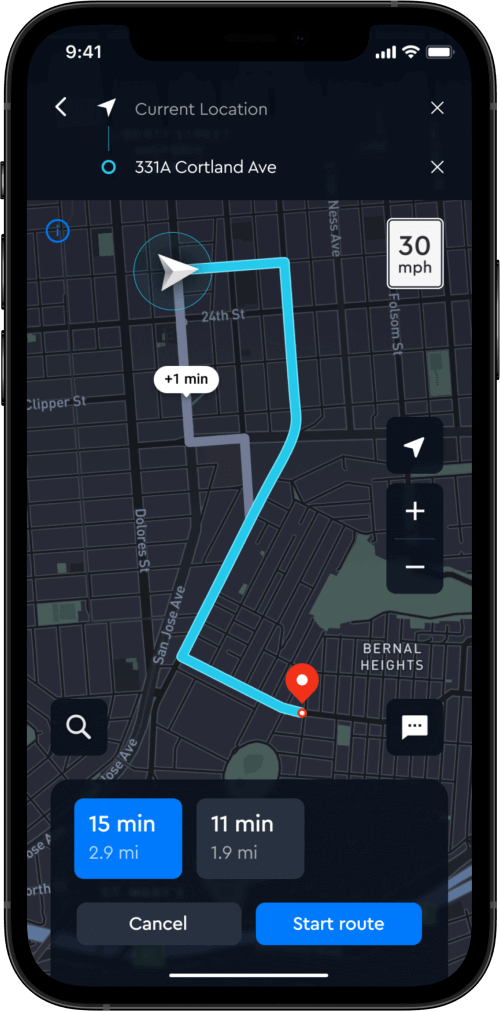 9:41
Current Location
331A Cortland Ave
Ness Ave
30
mph
24th St
Folsom St
+1 min
Clipper St
Dolores St
San Jose Ave
BERNAL
HEIGHTS
Jose Ave
15 min
2.9 mi
11 min
1.9 mi
Cancel
Start route